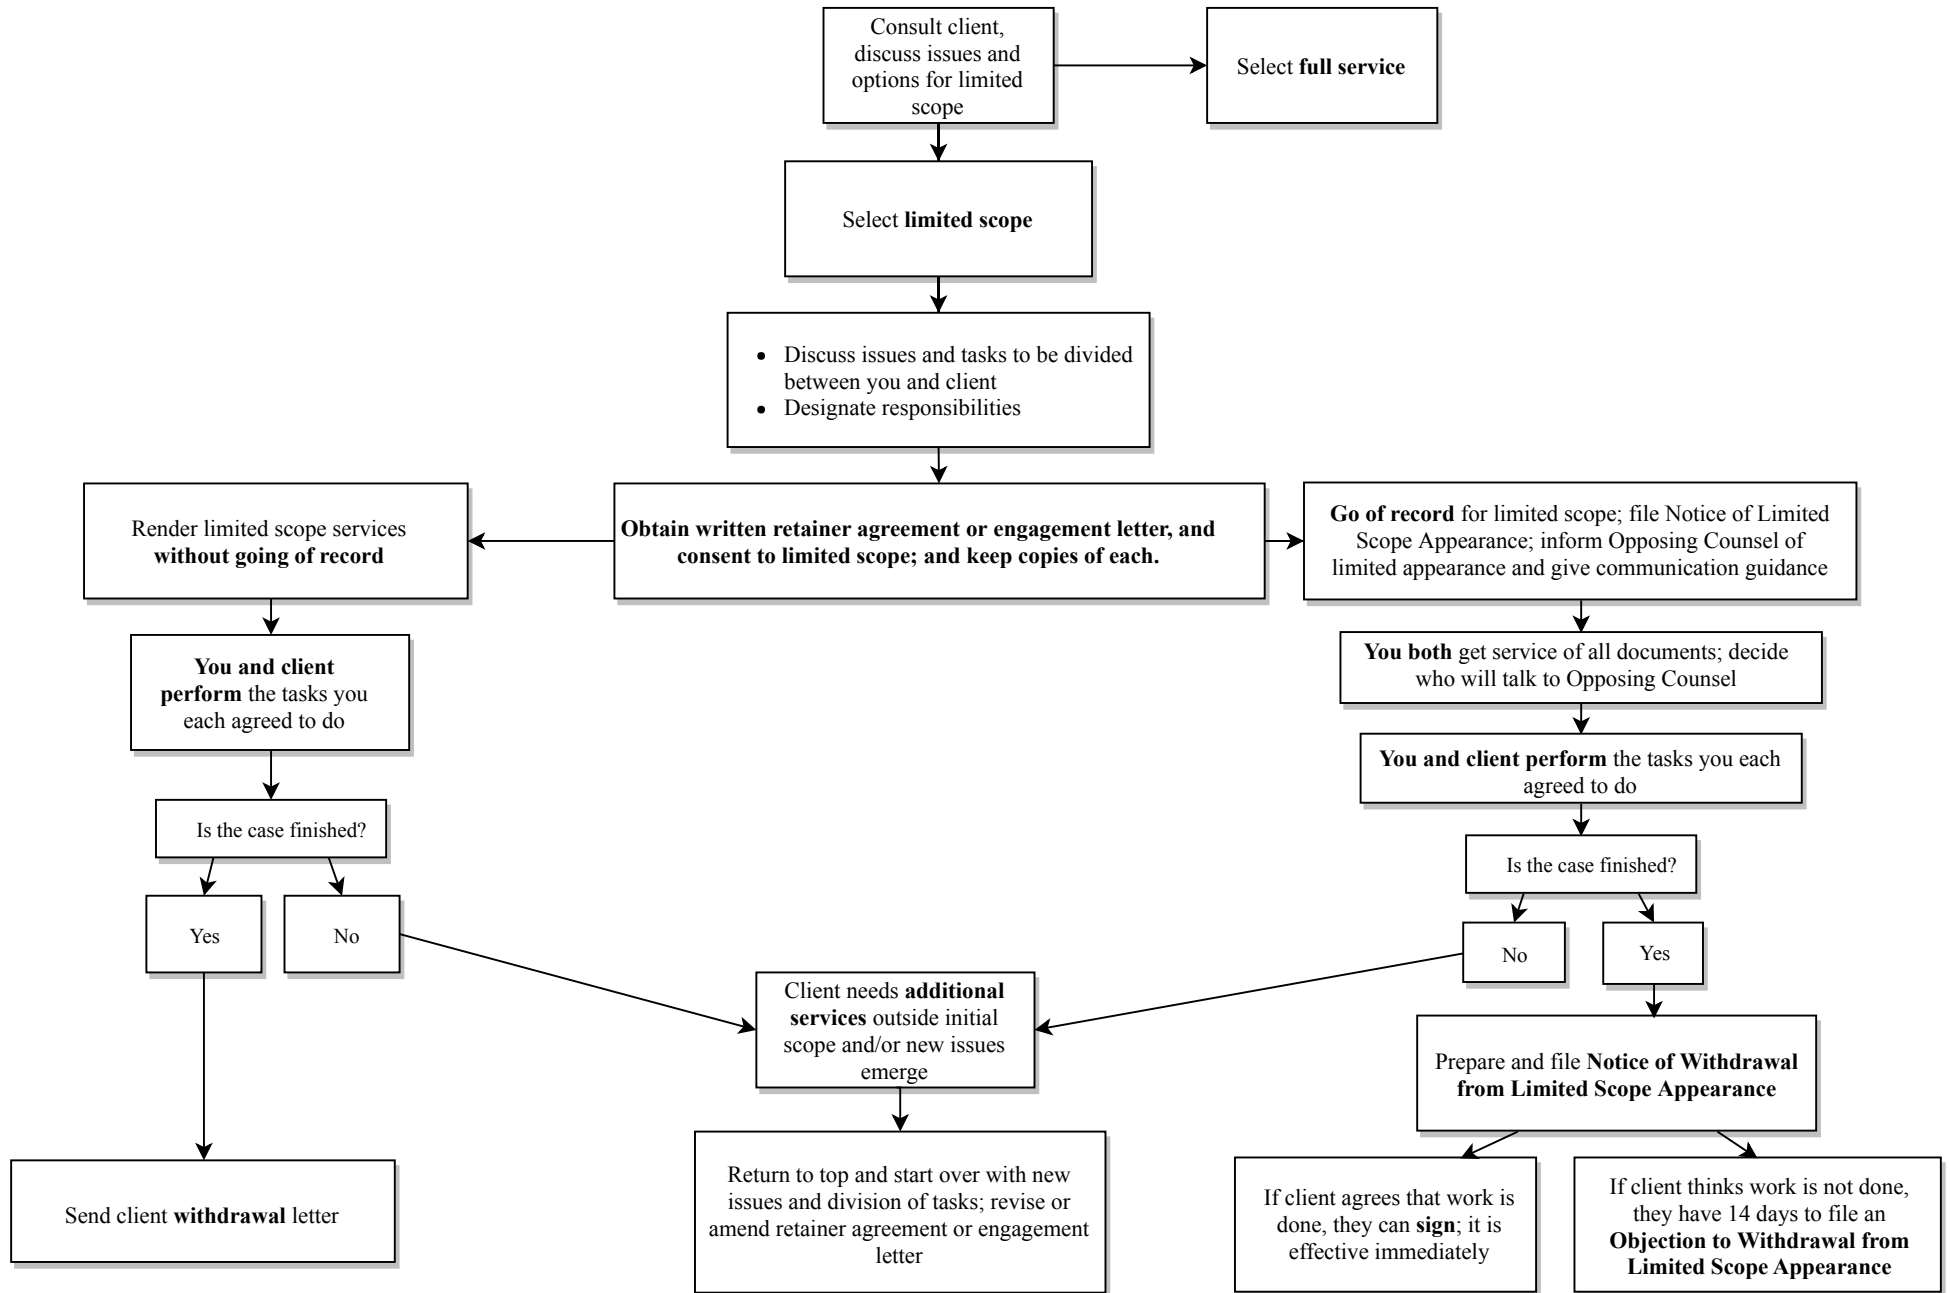 Consult client,
discuss issues and
options for limited
scope
Select full service
Select limited scope
• Discuss issues and tasks to be divided
between you and client
• Designate responsibilities
Render limited scope services
without going of record
Obtain written retainer agreement or engagement letter, and
consent to limited scope; and keep copies of each.
Go of record for limited scope; file Notice of Limited
Scope Appearance; inform Opposing Counsel of
limited appearance and give communication guidance
You and client
perform the tasks you
each agreed to do
You both get service of all documents; decide
who will talk to Opposing Counsel
You and client perform the tasks you each
agreed to do
Is the case finished?
Is the case finished?
Yes
No
No
Yes
Client needs additional
services outside initial
scope and/or new issues
emerge
Prepare and file Notice of Withdrawal
from Limited Scope Appearance
Send client withdrawal letter
Return to top and start over with new
issues and division of tasks; revise or
amend retainer agreement or engagement
letter
If client agrees that work is
done, they can sign; it is
effective immediately
If client thinks work is not done,
they have 14 days to file an
Objection to Withdrawal from
Limited Scope Appearance